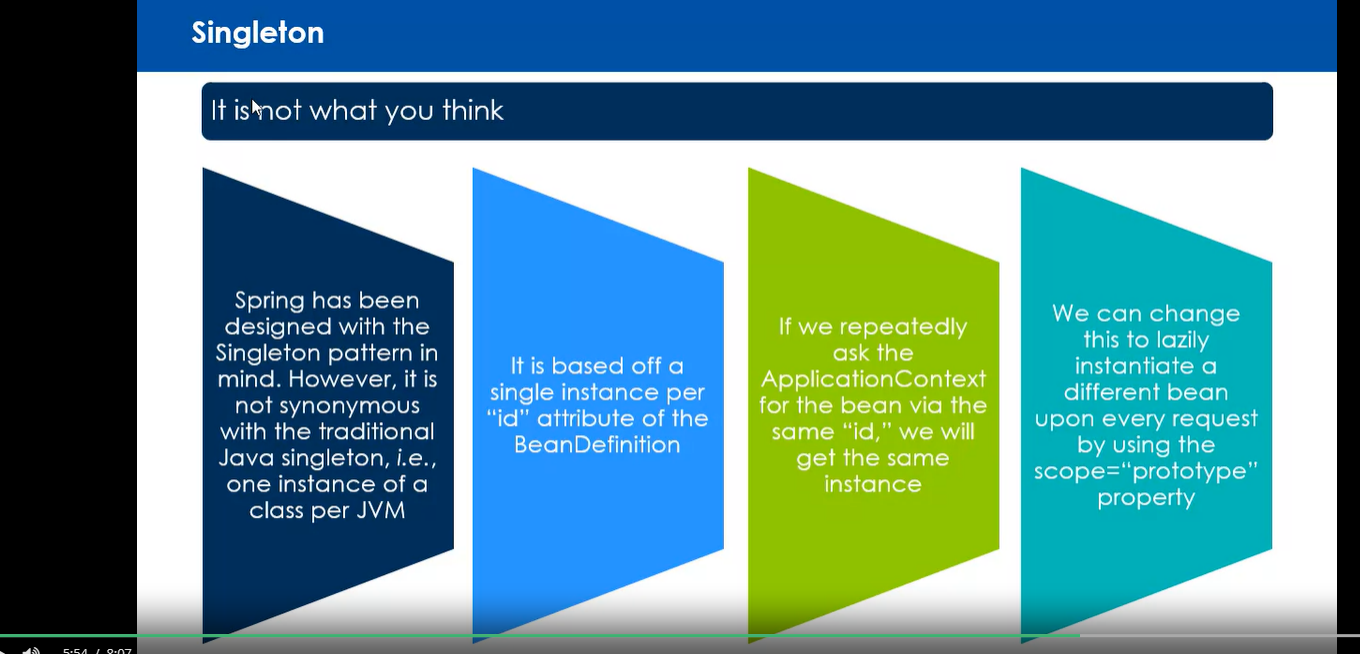 Singleton
It is not what you think
Spring has been
designed with the
Singleton pattern in
mind. However, it is
not synonymous
with the traditional
Java singleton, i.e.,
one instance of a
class per JVM
It is based off a
single instance per
“id” attribute of the
BeanDefinition
If we repeatedly
ask the
ApplicationContext
for the bean via the
same “id,” we will
get the same
instance
We can change
this to lazily
instantiate a
different bean
upon every request
by using the
scope=“prototype”
property
5:54 / 8:07